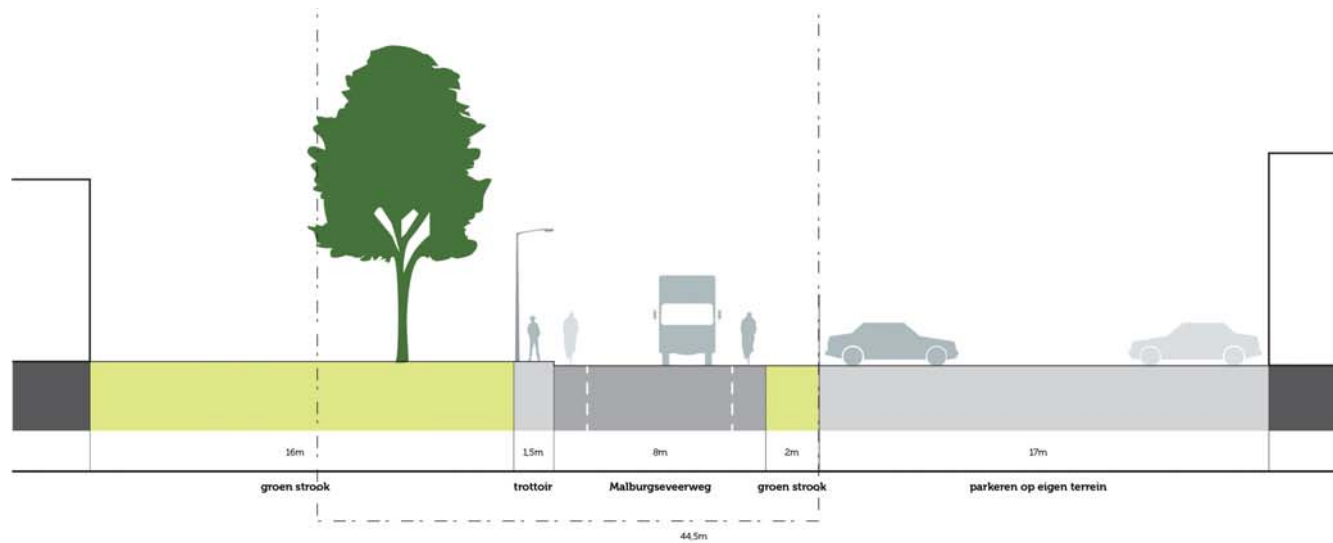 16m
1,5m
8m
2m
17m
groen strook
trottoir
Malburgseveerweg
groen strook
parkeren op eigen terrein
44,5m